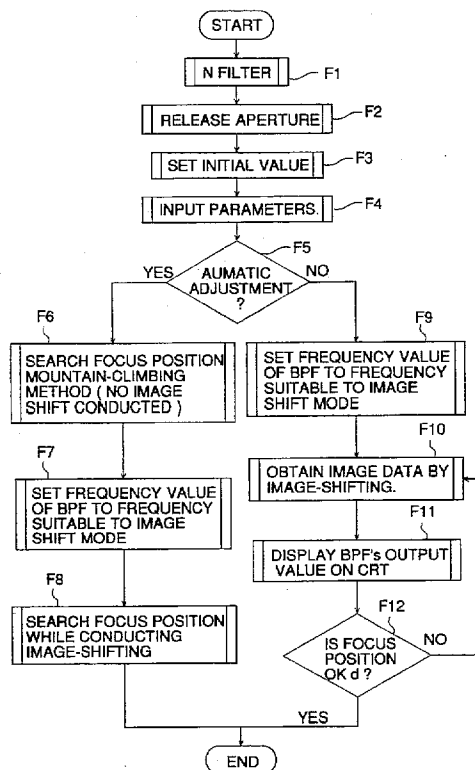 START
N FILTER
F1
RELEASE APERTURE
F2
SET INITIAL VALUE
F3
INPUT PARAMETERS.
F4
F5
YES
AUMATIC
ADJUSTMENT
?
NO
F6
SEARCH FOCUS POSITION
MOUNTAIN-CLIMBING
METHOD ( NO IMAGE
SHIFT CONDUCTED )
F7
SET FREQUENCY VALUE
OF BPF TO FREQUENCY
SUITABLE TO IMAGE
SHIFT MODE
F8
SEARCH FOCUS POSITION
WHILE CONDUCTING
IMAGE-SHIFTING
F9
SET FREQUENCY VALUE
OF BPF TO FREQUENCY
SUITABLE TO IMAGE
SHIFT MODE
F10
OBTAIN IMAGE DATA BY
IMAGE-SHIFTING.
F11
DISPLAY BPF's OUTPUT
VALUE ON CRT
F12
IS FOCUS
POSITION
OK d ?
NO
YES
END